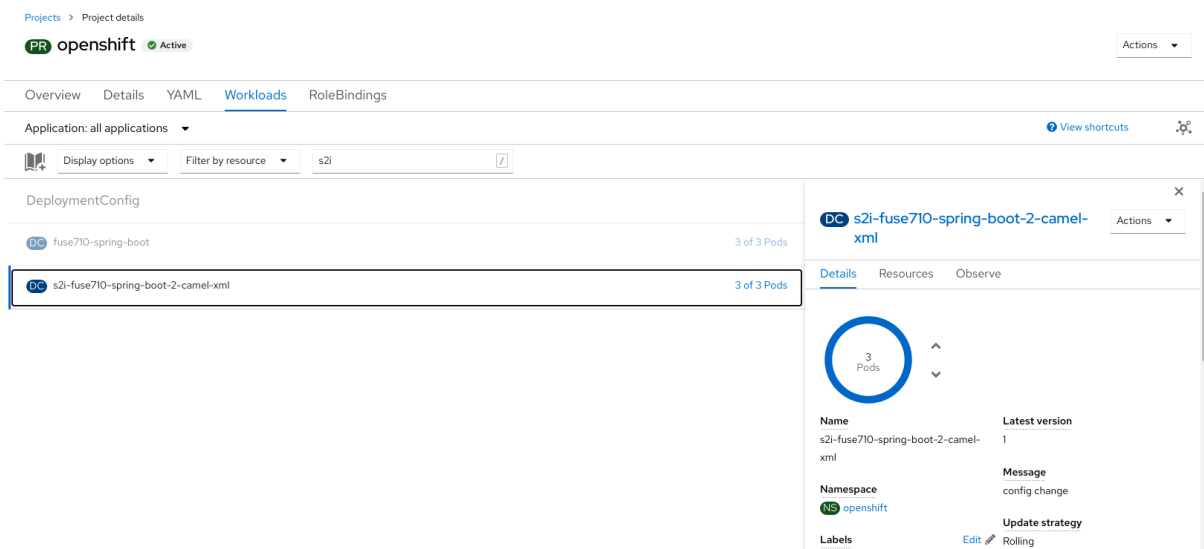 Projects > Project details
PR openshift Active
Actions
Overview Details YAML Workloads RoleBindings
Application: all applications
? View shortcuts
Display options
Filter by resource
s2i /
DeploymentConfig
DC fuse710-spring-boot 3 of 3 Pods
DC s2i-fuse710-spring-boot-2-camel-xml 3 of 3 Pods
DC s2i-fuse710-spring-boot-2-camel-
xml
Actions
Details Resources Observe
3
Pods
Name
s2i-fuse710-spring-boot-2-camel-
xml
Namespace
NS openshift
Labels Edit
Latest version
1
Message
config change
Update strategy
Rolling